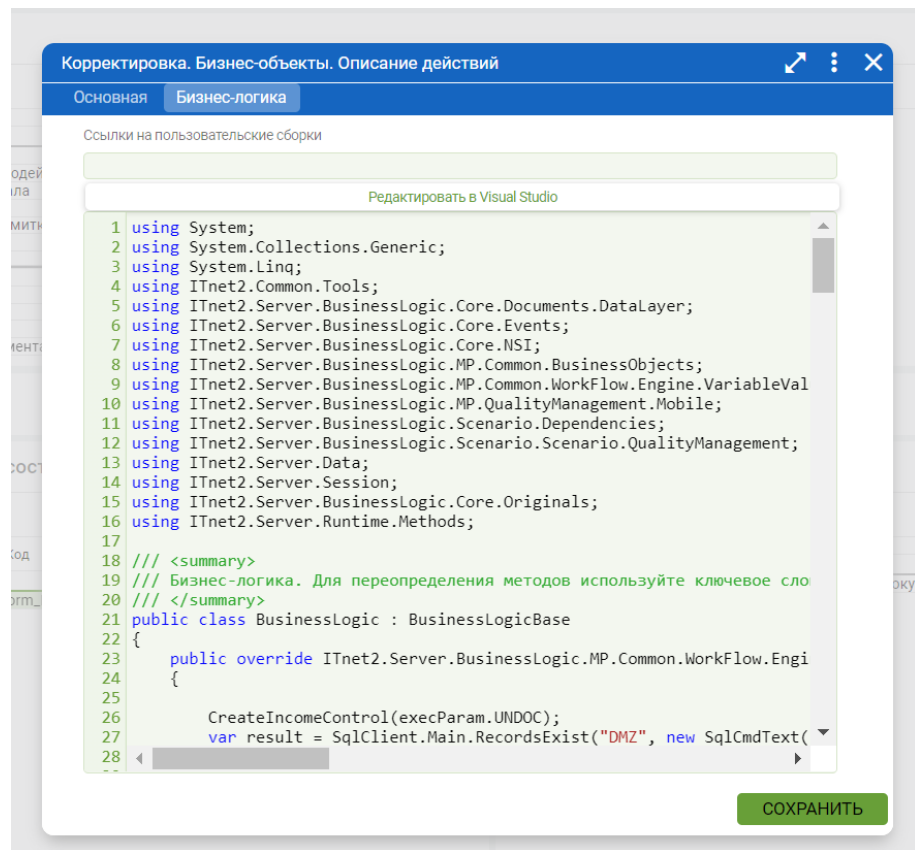 Корректировка. Бизнес-объекты. Описание действий
Основная Бизнес-логика
Ссылки на пользовательские сборки
Редактировать в Visual Studio
1 using System;
2 using System.Collections.Generic;
3 using System.Linq;
4 using ITnet2.Common.Tools;
5 using ITnet2.Server.BusinessLogic.Core.Documents.DataLayer;
6 using ITnet2.Server.BusinessLogic.Core.Events;
7 using ITnet2.Server.BusinessLogic.Core.NSI;
8 using ITnet2.Server.BusinessLogic.MP.Common.BusinessObjects;
9 using ITnet2.Server.BusinessLogic.MP.Common.WorkFlow.Engine.VariableVal
10 using ITnet2.Server.BusinessLogic.MP.QualityManagement.Mobile;
11 using ITnet2.Server.BusinessLogic.Scenario.Dependencies;
12 using ITnet2.Server.BusinessLogic.Scenario.Scenario.QualityManagement;
13 using ITnet2.Server.Data;
14 using ITnet2.Server.Session;
15 using ITnet2.Server.BusinessLogic.Core.Originals;
16 using ITnet2.Server.Runtime.Methods;
17
18 /// <summary>
19 /// Бизнес-логика. Для переопределения методов используйте ключевое сло
20 /// </summary>
21 public class BusinessLogic : BusinessLogicBase
22 {
23 public override ITnet2.Server.BusinessLogic.MP.Common.WorkFlow.Engi
24 {
25
26 CreateIncomeControl(execParam.UNDOC);
27 var result = SqlClient.Main.RecordsExist("DMZ", new SqlCmdText(
28
СОХРАНИТЬ